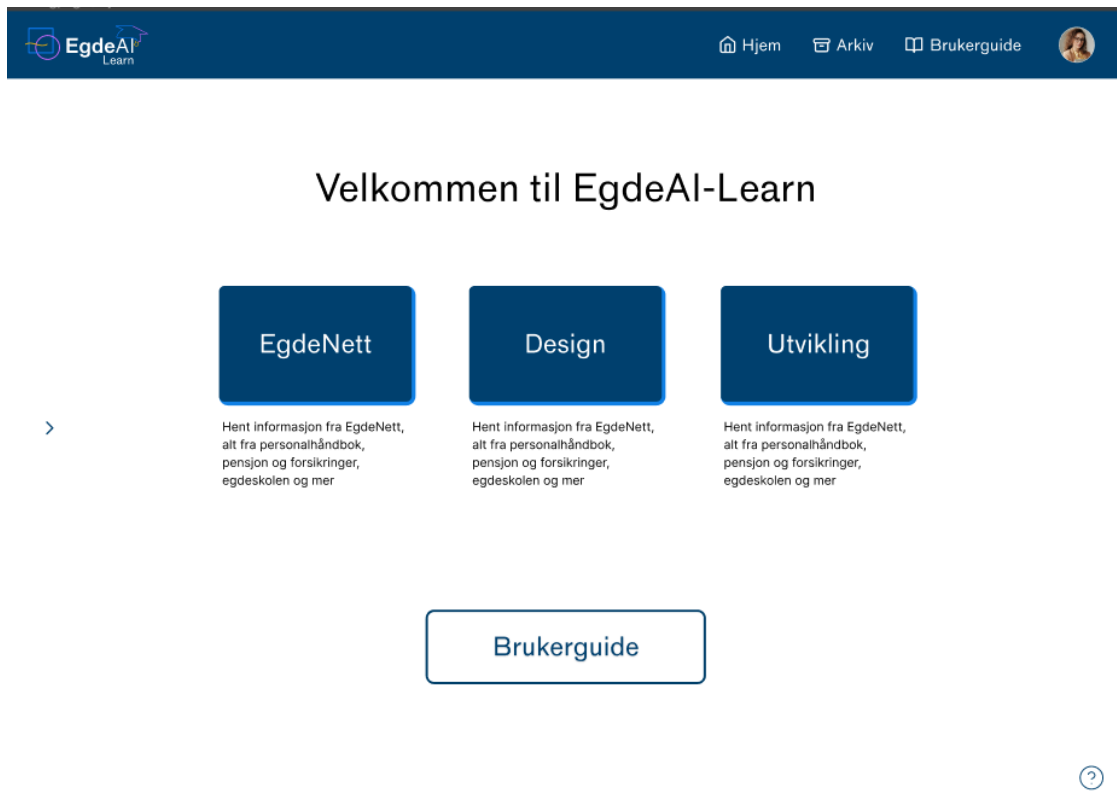 EgdeAI
Learn
Hjem
Arkiv
Brukerguide
Velkommen til EgdeAI-Learn
EgdeNett
Design
Utvikling
Hent informasjon fra EgdeNett,
alt fra personalhåndbok,
pensjon og forsikringer,
egdeskolen og mer
Hent informasjon fra EgdeNett,
alt fra personalhåndbok,
pensjon og forsikringer,
egdeskolen og mer
Hent informasjon fra EgdeNett,
alt fra personalhåndbok,
pensjon og forsikringer,
egdeskolen og mer
Brukerguide
?